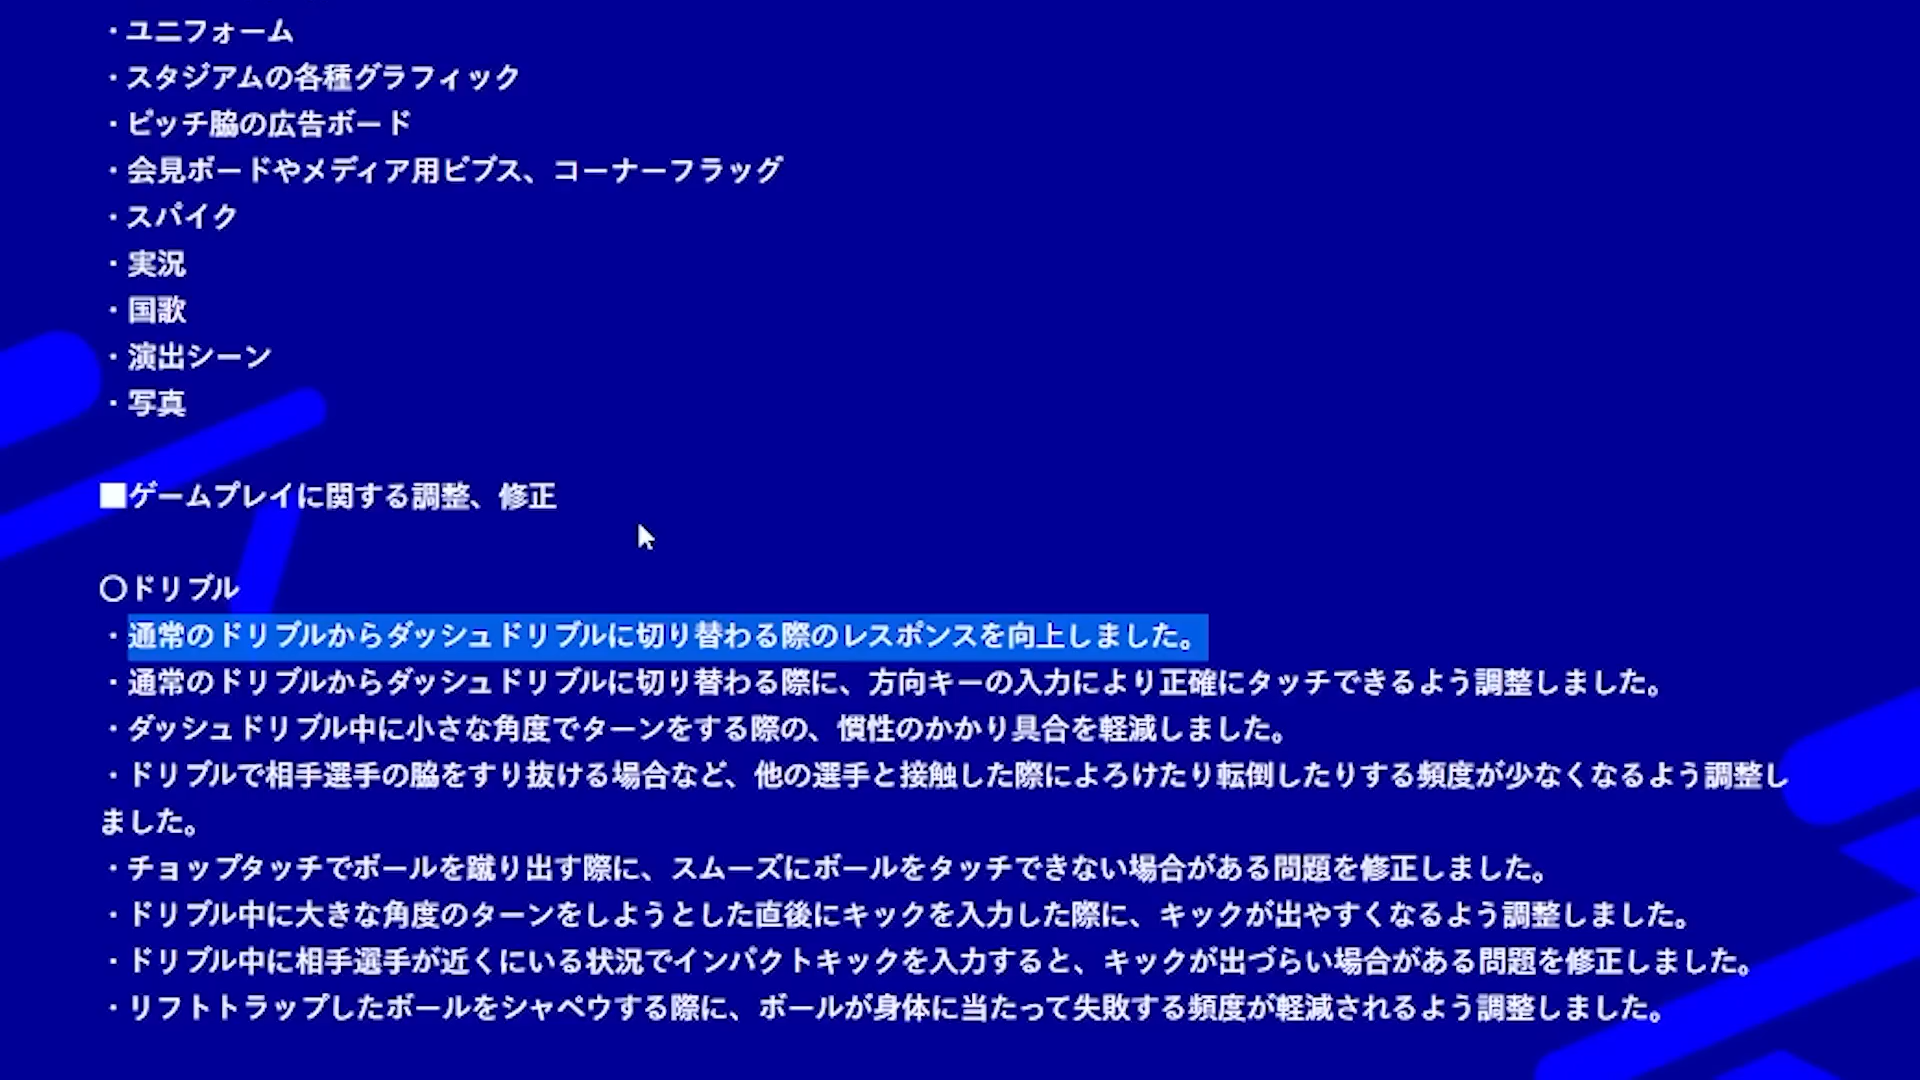 ・ユニフォーム
・スタジアムの各種グラフィック
・ピッチ脇の広告ボード
・会見ボードやメディア用ビブス、コーナーフラッグ
・スパイク
・実況
・国歌
・演出シーン
・写真
■ゲームプレイに関する調整、修正
〇ドリブル
・通常のドリブルからダッシュドリブルに切り替わる際のレスポンスを向上しました。
・通常のドリブルからダッシュドリブルに切り替わる際に、方向キーの入力により正確にタッチできるよう調整しました。
・ダッシュドリブル中に小さな角度でターンをする際の、慣性のかかり具合を軽減しました。
・ドリブルで相手選手の脇をすり抜ける場合など、他の選手と接触した際によろけたり転倒したりする頻度が少なくなるよう調整し
ました。
・チョップタッチでボールを蹴り出す際に、スムーズにボールをタッチできない場合がある問題を修正しました。
・ドリブル中に大きな角度のターンをしようとした直後にキックを入力した際に、キックが出やすくなるよう調整しました。
・ドリブル中に相手選手が近くにいる状況でインパクトキックを入力すると、キックが出づらい場合がある問題を修正しました。
・リフトトラップしたボールをシャペウする際に、ボールが身体に当たって失敗する頻度が軽減されるよう調整しました。